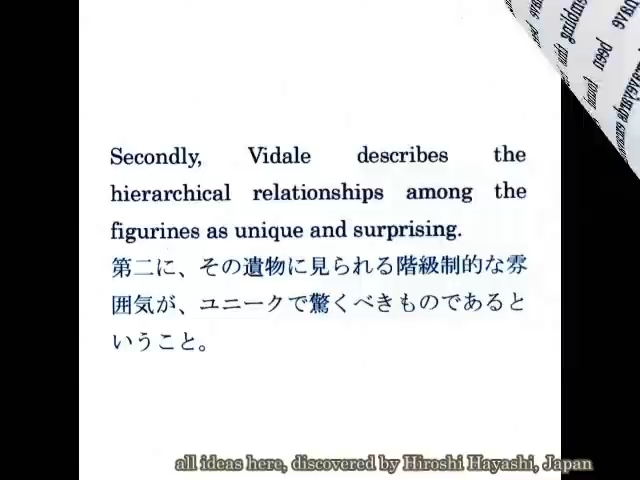 Secondly, Vidale describes the
hierarchical relationships among the
figurines as unique and surprising.
第二に、その遺物に見られる階級制的な雰
囲気が、ユニークで驚くべきものであると
いうこと。
all ideas here, discovered by Hiroshi Hayashi, Japan